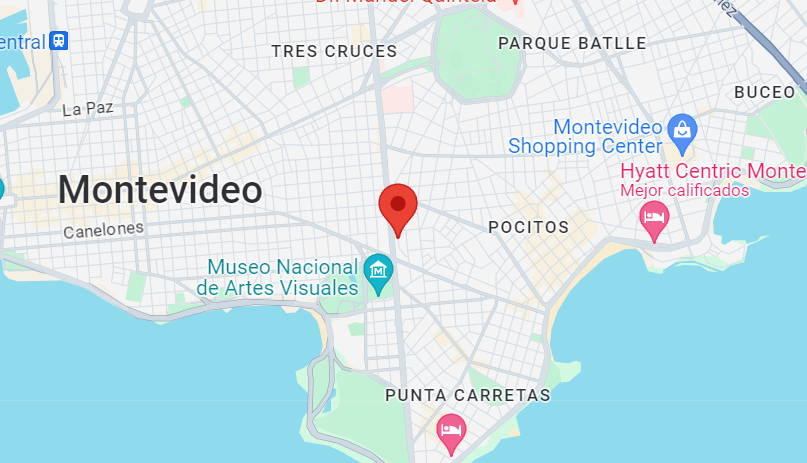 Dr. Manuel Quintela
entral
TRES CRUCES
PARQUE BATLLE
BUCEO
La Paz
Montevideo
Shopping Center
Hyatt Centric Monte
Mejor calificados
Montevideo
Canelones
POCITOS
Museo Nacional
de Artes Visuales
PUNTA CARRETAS